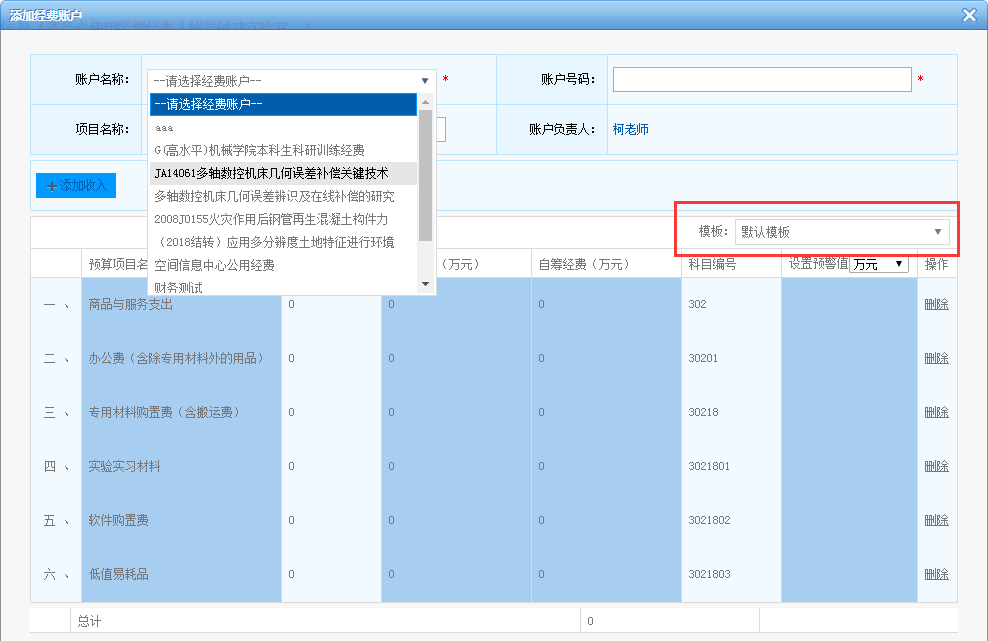 添加经费账户
账户名称：
--请选择经费账户--
*
账户号码：
*
--请选择经费账户--
aaa
G(高水平)机械学院本科生科研训练经费
JA14061多轴数控机床几何误差补偿关键技术
多轴数控机床几何误差辨识及在线补偿的研究
2008J0155火灾作用后钢管再生混凝土构件力
（2018结转）应用多分辨度土地特征进行环境
空间信息中心公用经费
财务测试
项目名称：
账户负责人：
柯老师
+添加收入
模板：
默认模板
预算项目名
（万元）
自筹经费（万元）
科目编号
设置预警值
万元
操作
一 、 商品与服务支出 0 0 0 302 删除
二 、 办公费（含除专用材料外的用品） 0 0 0 30201 删除
三 、 专用材料购置费（含搬运费） 0 0 0 30218 删除
四 、 实验实习材料 0 0 0 3021801 删除
五 、 软件购置费 0 0 0 3021802 删除
六 、 低值易耗品 0 0 0 3021803 删除
总计 0